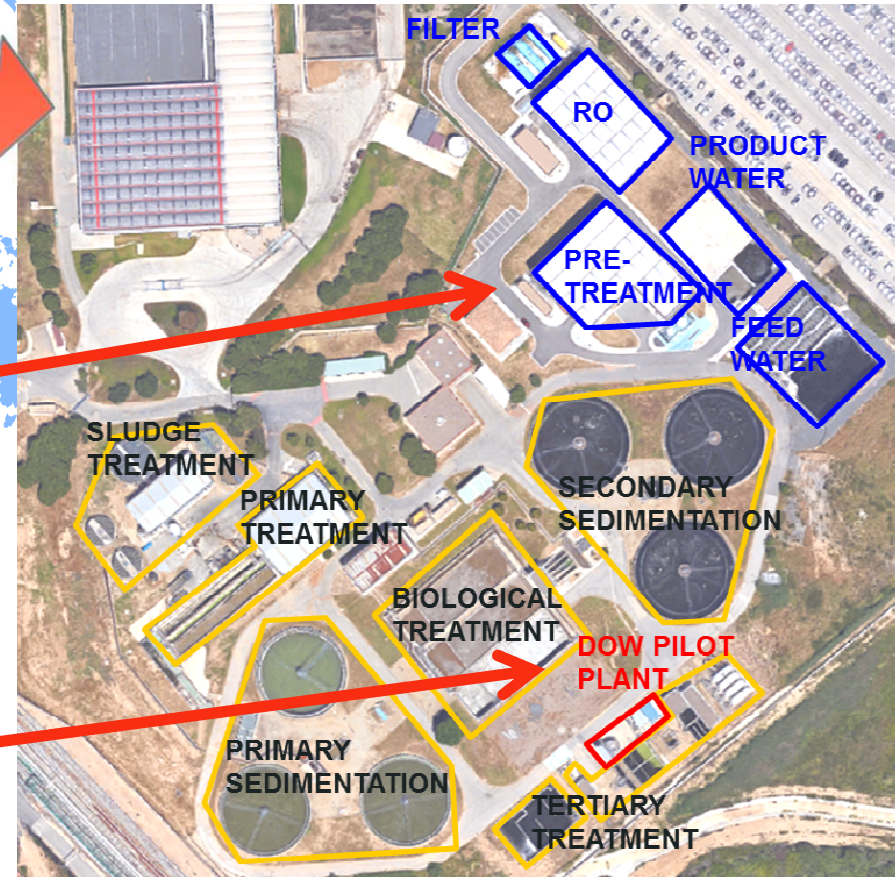 FILTER
RO
PRODUCT
WATER
PRE-
TREATMENT
FEED
WATER
SLUDGE
TREATMENT
PRIMARY
TREATMENT
SECONDARY
SEDIMENTATION
BIOLOGICAL
TREATMENT
DOW PILOT
PLANT
PRIMARY
SEDIMENTATION
TERTIARY
TREATMENT